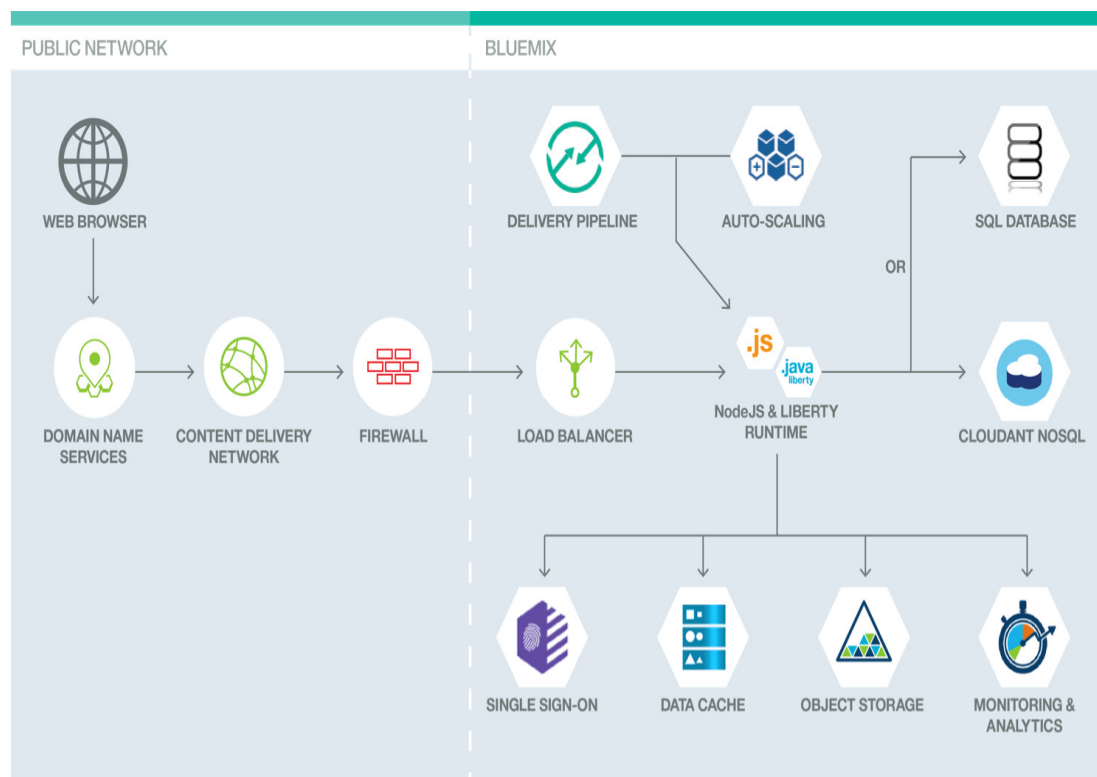 PUBLIC NETWORK
BLUEMIX
WEB BROWSER
DELIVERY PIPELINE
AUTO-SCALING
SQL DATABASE
OR
.js
.java
liberty
DOMAIN NAME
SERVICES
CONTENT DELIVERY
NETWORK
FIREWALL
LOAD BALANCER
NodeJS & LIBERTY
RUNTIME
CLOUDANT NOSQL
SINGLE SIGN-ON
DATA CACHE
OBJECT STORAGE
MONITORING &
ANALYTICS